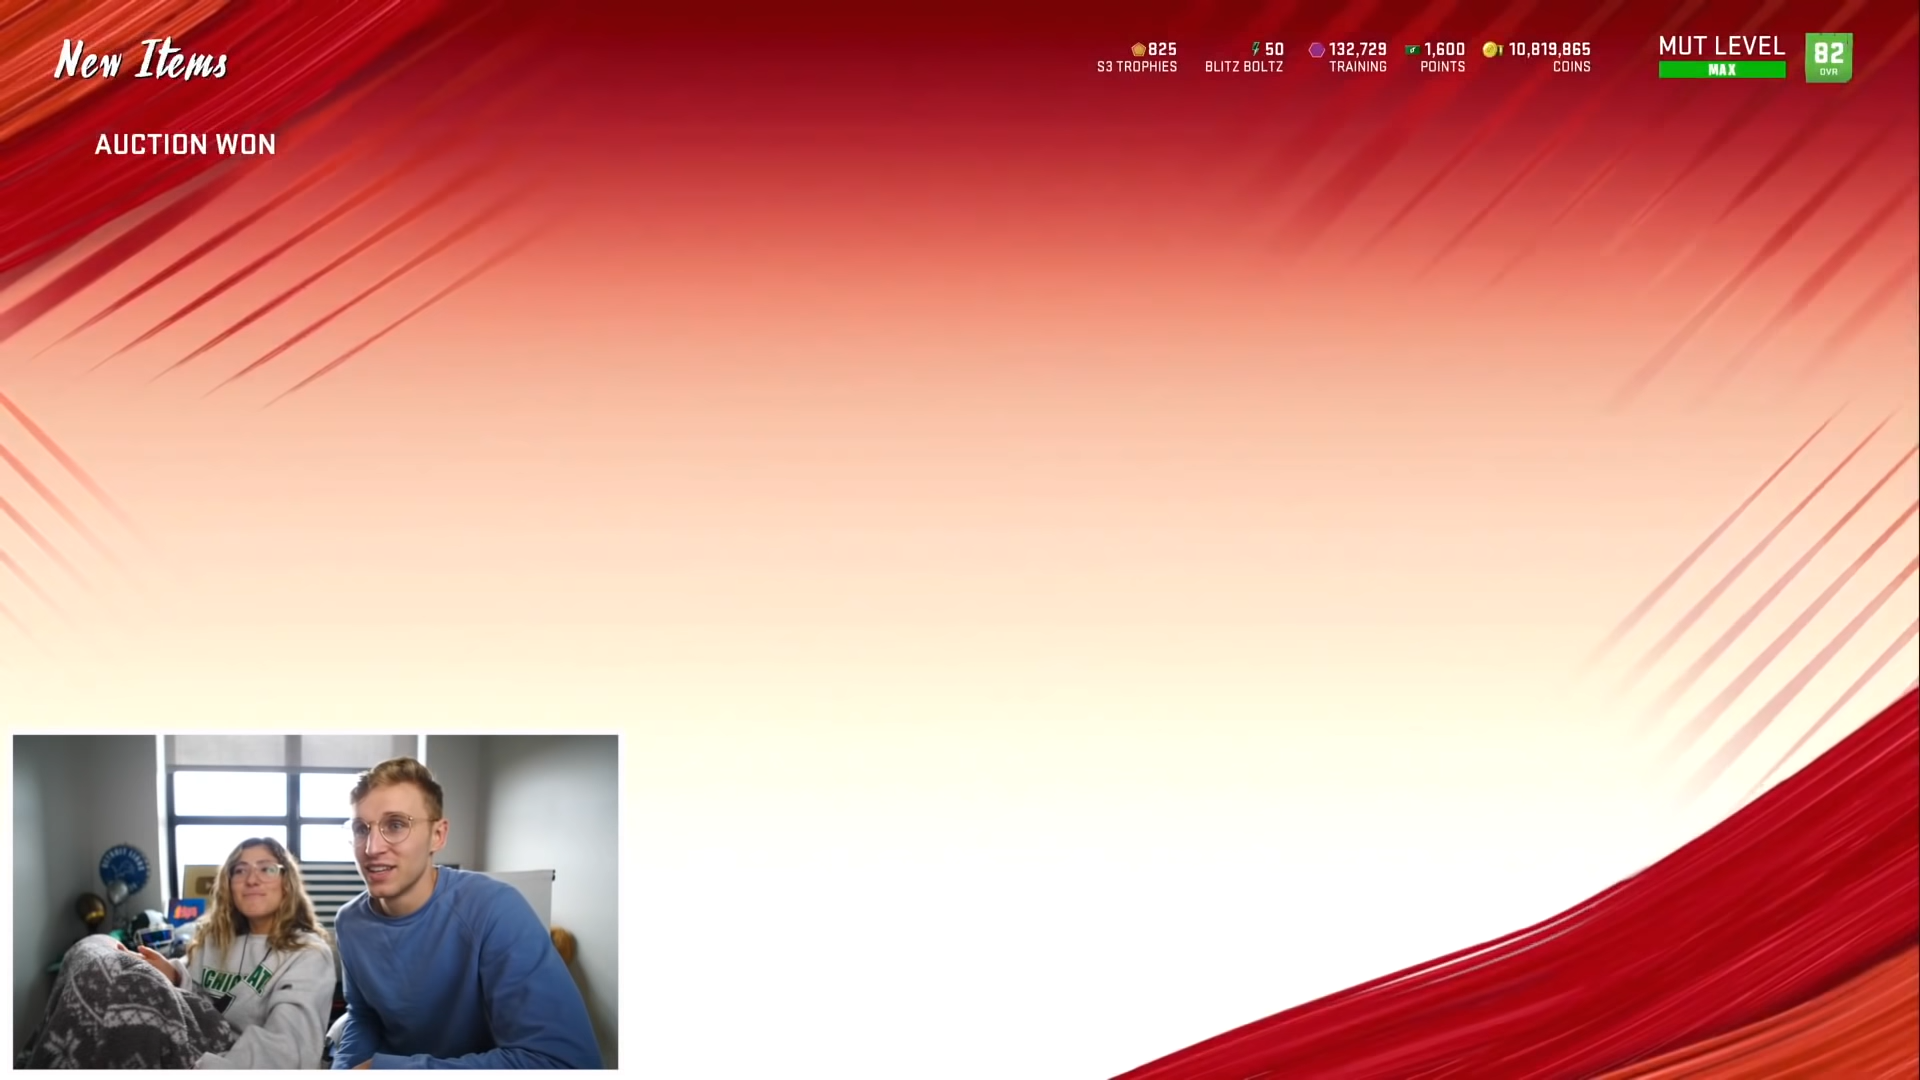 New Items
825
S3 TROPHIES
50
BLITZ BOLTZ
132,729
TRAINING
1,600
POINTS
10,819,865
COINS
MUT LEVEL
MAX
82
OVR
AUCTION WON